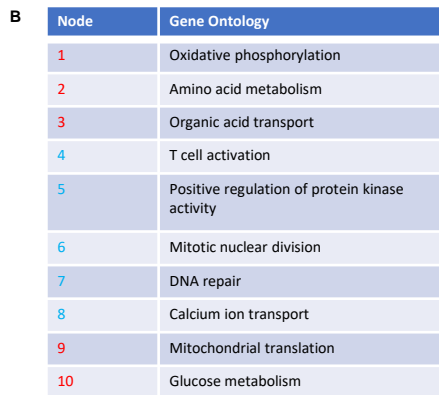 B
Node Gene Ontology
1 Oxidative phosphorylation
2 Amino acid metabolism
3 Organic acid transport
4 T cell activation
5 Positive regulation of protein kinase
activity
6 Mitotic nuclear division
7 DNA repair
8 Calcium ion transport
9 Mitochondrial translation
10 Glucose metabolism